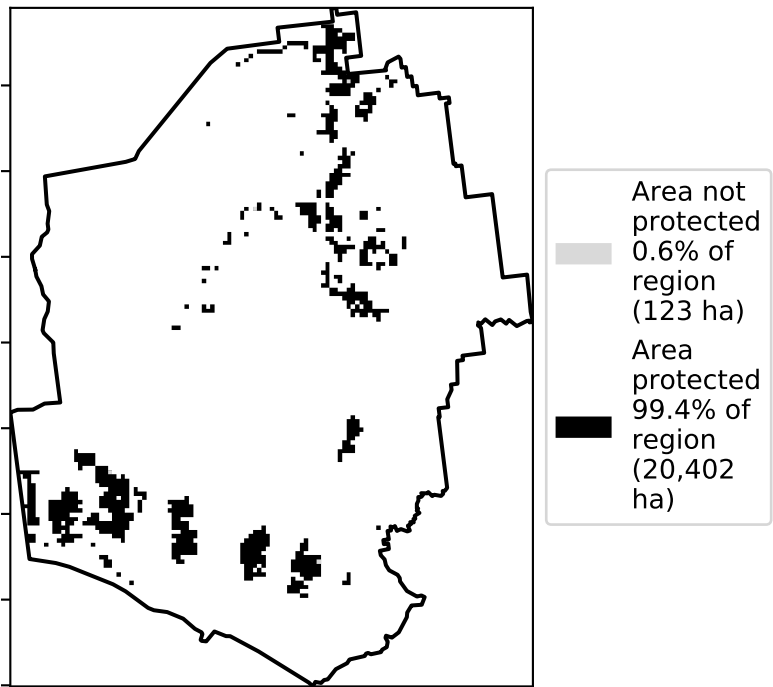 Area not
protected
0.6% of
region
(123 ha)
Area
protected
99.4% of
region
(20,402
ha)